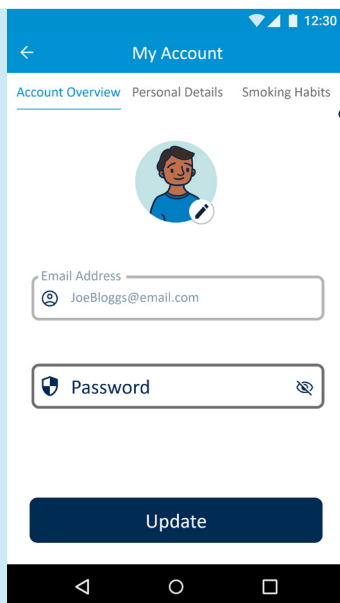 12:30
My Account
Account Overview Personal Details Smoking Habits
Email Address
JoeBloggs@email.com
Password
Update